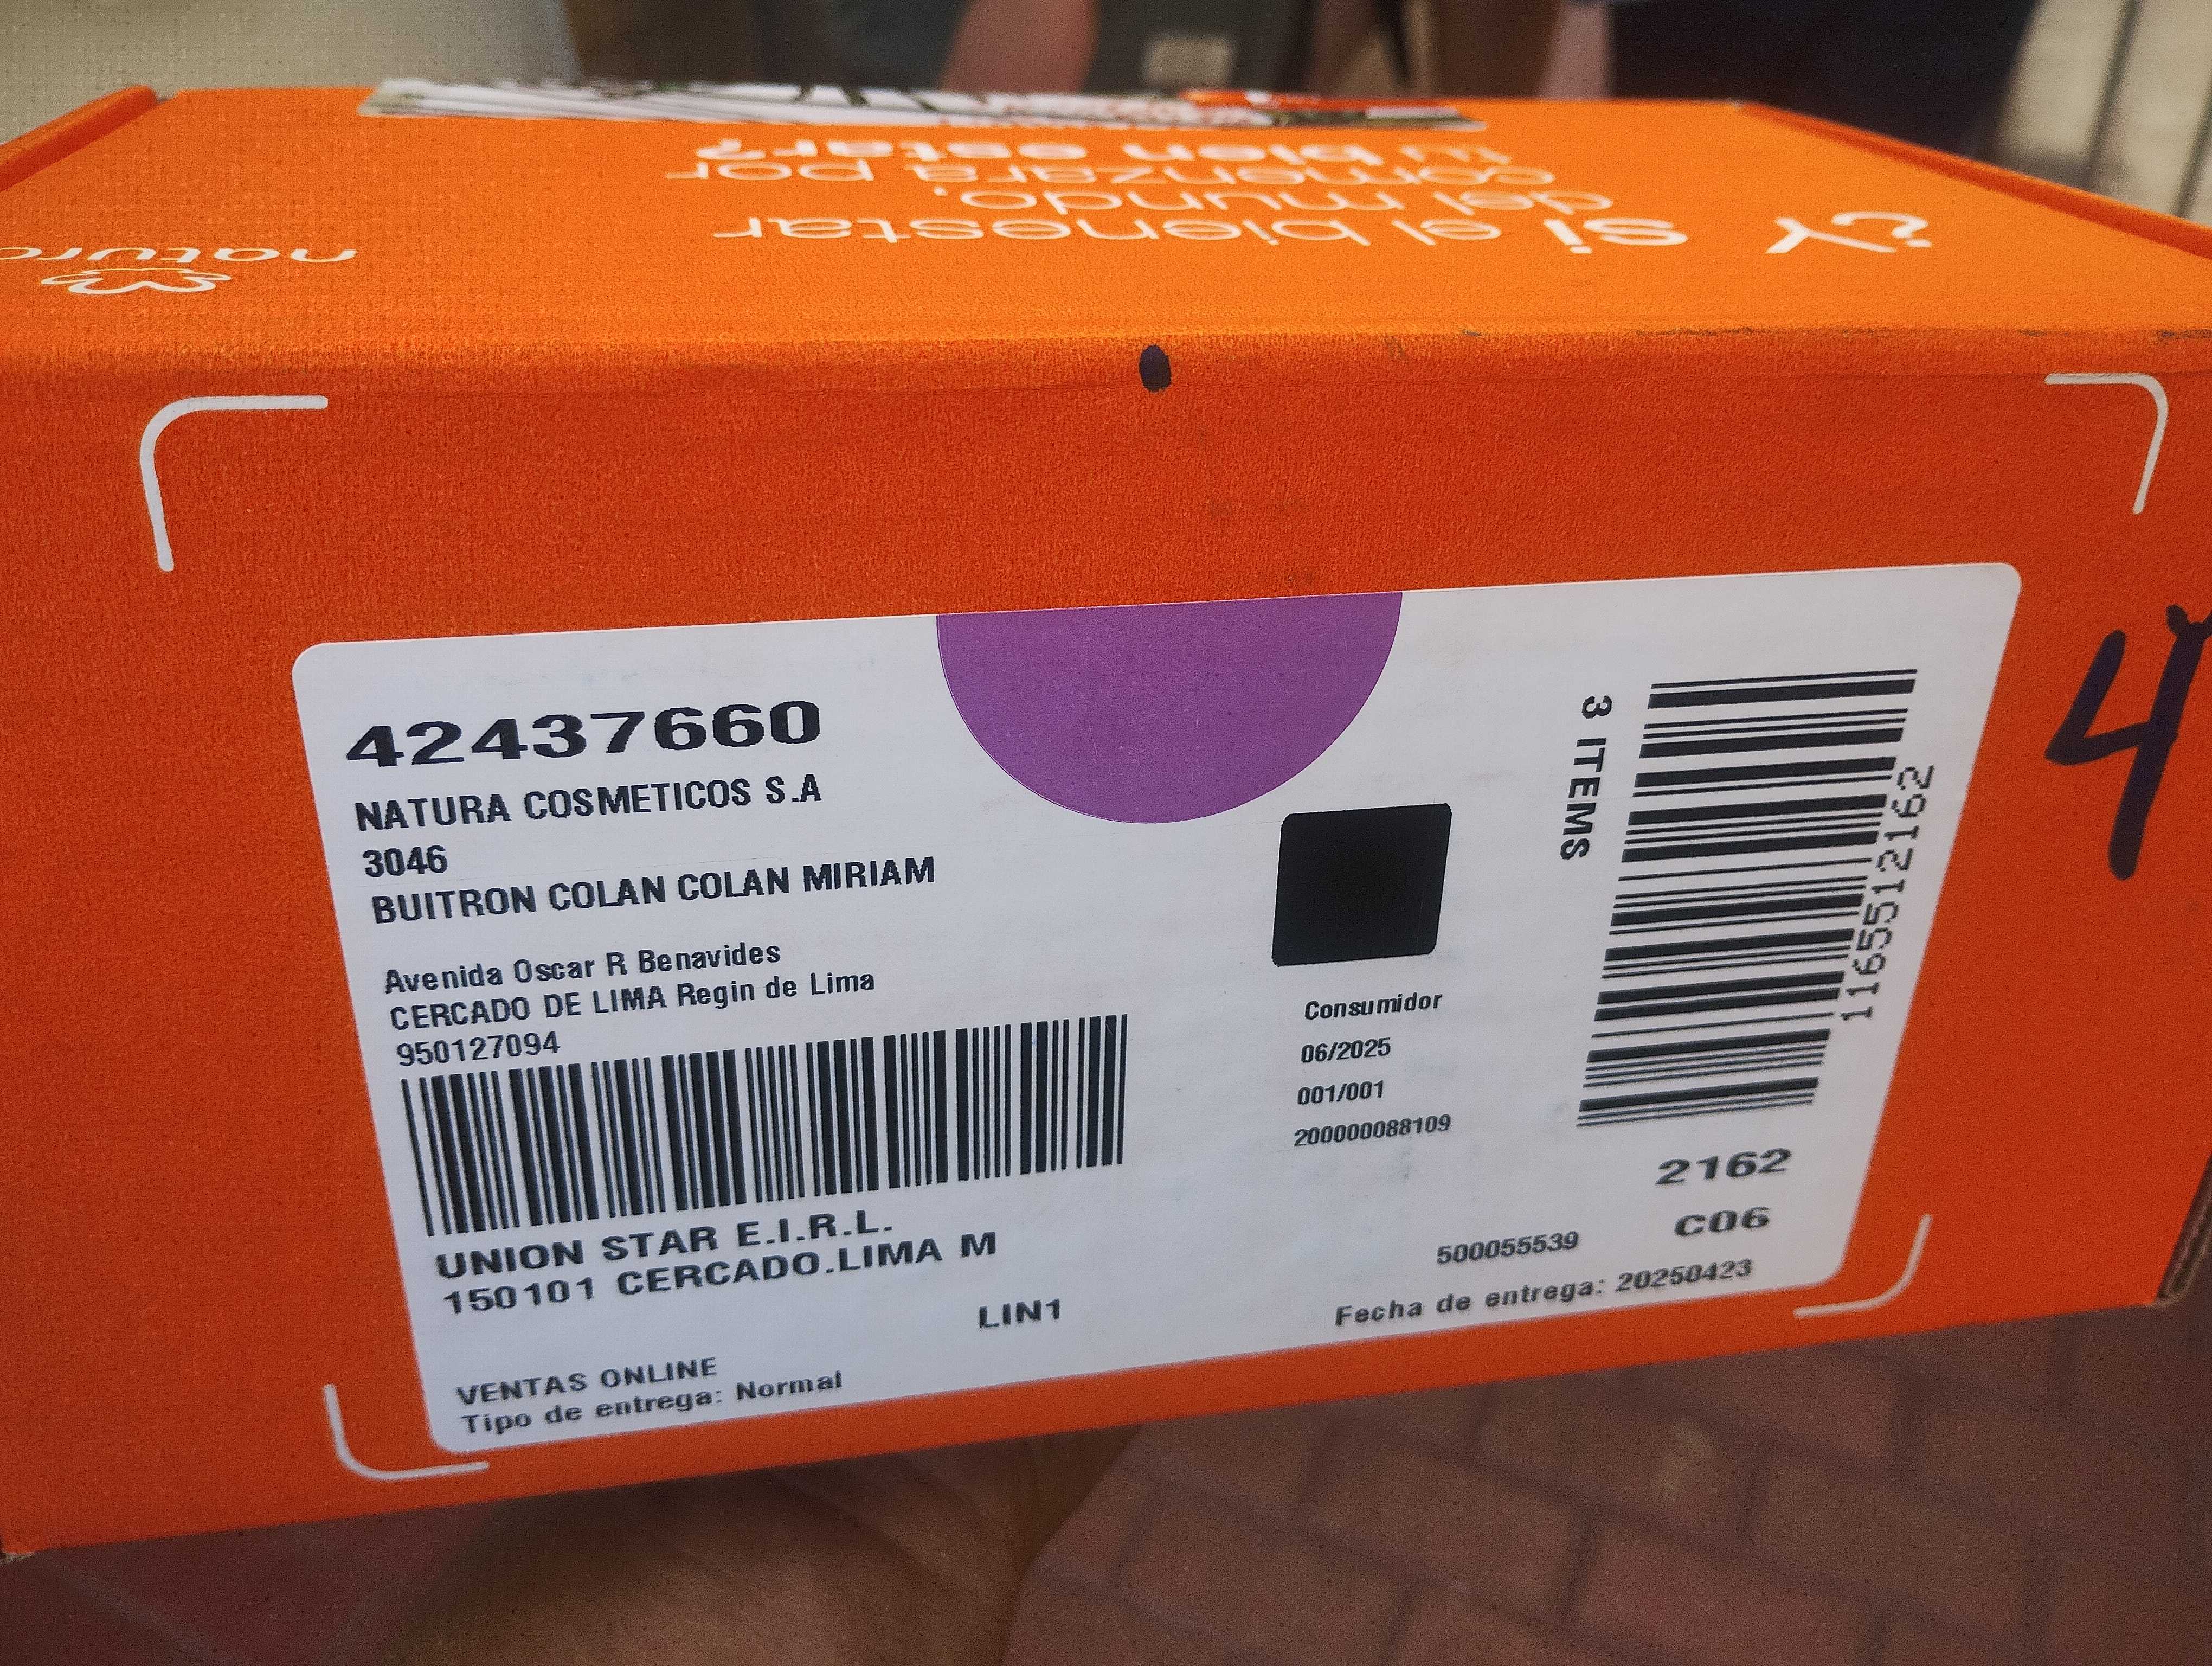 ¿Y si el bienestar
del mundo,
comenzara por
tu bien estar?
natura
4
42437660
NATURA COSMETICOS S.A
3046
BUITRON COLAN COLAN MIRIAM
Avenida Oscar R Benavides
CERCADO DE LIMA Regin de Lima
950127094
UNION STAR E.I.R.L.
150101 CERCADO.LIMA M
LIN1
VENTAS ONLINE
Tipo de entrega: Normal
Consumidor
06/2025
001/001
200000088109
3 ITEMS
1165512162
2162
C06
500055539
Fecha de entrega: 20250423